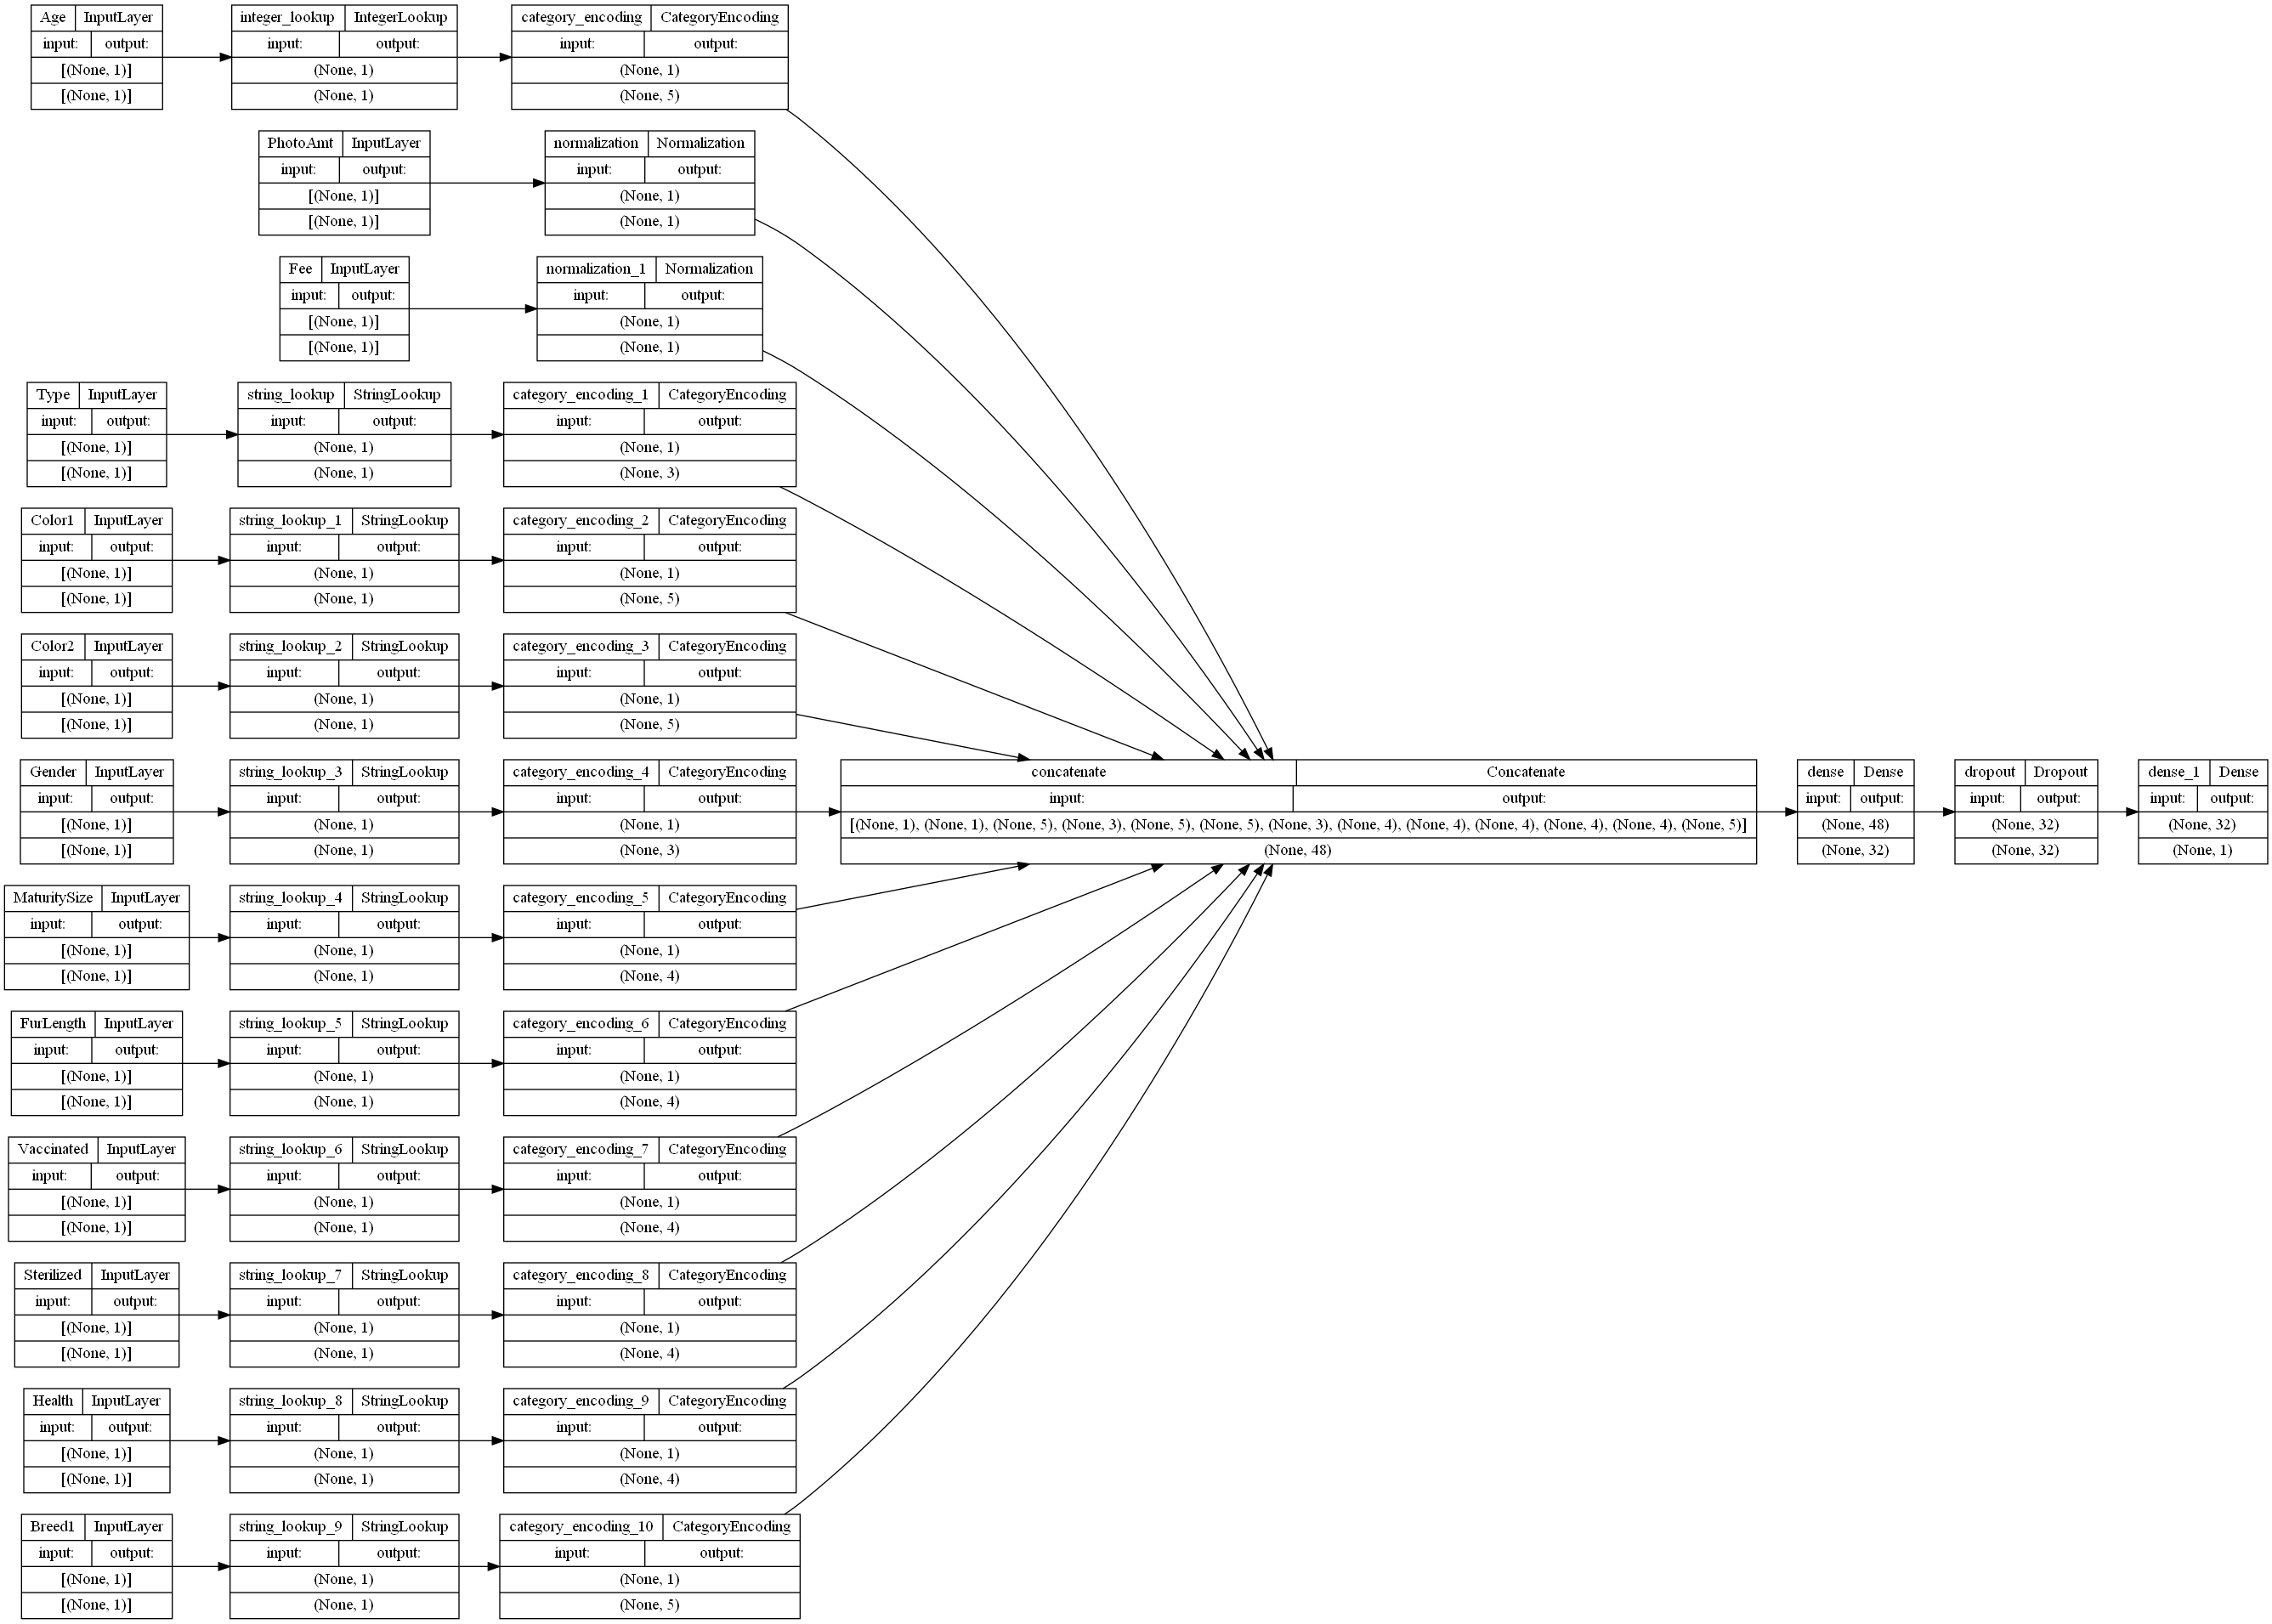 Age InputLayer integer_lookup IntegerLookup category_encoding CategoryEncoding
input: output: input: output: input: output:
[(None, 1)] (None, 1) (None, 1)
[(None, 1)] (None, 1) (None, 5)
PhotoAmt InputLayer normalization Normalization
input: output: input: output:
[(None, 1)] (None, 1)
[(None, 1)] (None, 1)
Fee InputLayer normalization_1 Normalization
input: output: input: output:
[(None, 1)] (None, 1)
[(None, 1)] (None, 1)
Type InputLayer string_lookup StringLookup category_encoding_1 CategoryEncoding
input: output: input: output: input: output:
[(None, 1)] (None, 1) (None, 1)
[(None, 1)] (None, 1) (None, 3)
Color1 InputLayer string_lookup_1 StringLookup category_encoding_2 CategoryEncoding
input: output: input: output: input: output:
[(None, 1)] (None, 1) (None, 1)
[(None, 1)] (None, 1) (None, 5)
Color2 InputLayer string_lookup_2 StringLookup category_encoding_3 CategoryEncoding
input: output: input: output: input: output:
[(None, 1)] (None, 1) (None, 1)
[(None, 1)] (None, 1) (None, 5)
Gender InputLayer string_lookup_3 StringLookup category_encoding_4 CategoryEncoding concatenate Concatenate dense Dense dropout Dropout dense_1 Dense
input: output: input: output: input: output: input: output: input: output: input: output: input: output:
[(None, 1)] (None, 1) (None, 1) [(None, 1), (None, 1), (None, 5), (None, 3), (None, 5), (None, 5), (None, 3), (None, 4), (None, 4), (None, 4), (None, 4), (None, 4), (None, 5)] (None, 48) (None, 32) (None, 32)
[(None, 1)] (None, 1) (None, 3) (None, 48) (None, 32) (None, 32) (None, 1)
MaturitySize InputLayer string_lookup_4 StringLookup category_encoding_5 CategoryEncoding
input: output: input: output: input: output:
[(None, 1)] (None, 1) (None, 1)
[(None, 1)] (None, 1) (None, 4)
FurLength InputLayer string_lookup_5 StringLookup category_encoding_6 CategoryEncoding
input: output: input: output: input: output:
[(None, 1)] (None, 1) (None, 1)
[(None, 1)] (None, 1) (None, 4)
Vaccinated InputLayer string_lookup_6 StringLookup category_encoding_7 CategoryEncoding
input: output: input: output: input: output:
[(None, 1)] (None, 1) (None, 1)
[(None, 1)] (None, 1) (None, 4)
Sterilized InputLayer string_lookup_7 StringLookup category_encoding_8 CategoryEncoding
input: output: input: output: input: output:
[(None, 1)] (None, 1) (None, 1)
[(None, 1)] (None, 1) (None, 4)
Health InputLayer string_lookup_8 StringLookup category_encoding_9 CategoryEncoding
input: output: input: output: input: output:
[(None, 1)] (None, 1) (None, 1)
[(None, 1)] (None, 1) (None, 4)
Breed1 InputLayer string_lookup_9 StringLookup category_encoding_10 CategoryEncoding
input: output: input: output: input: output:
[(None, 1)] (None, 1) (None, 1)
[(None, 1)] (None, 1) (None, 5)